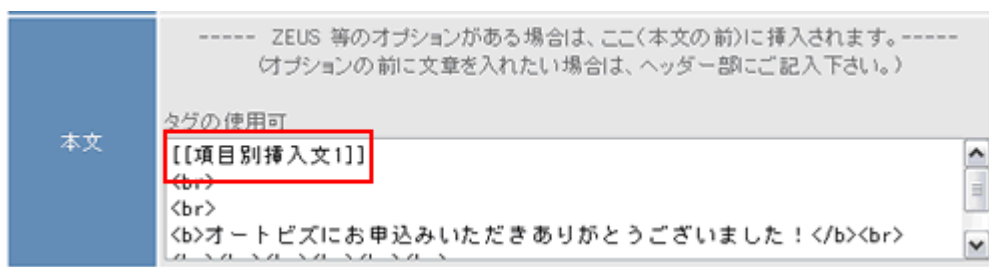 ----- ZEUS 等のオプションがある場合は、ここ(本文の前)に挿入されます。-----
(オプションの前に文章を入れたい場合は、ヘッダー部にご記入下さい。)
本文
タグの使用可
[[項目別挿入文1]]
<br>
<br>
<b>オートビズにお申込みいただきありがとうございました！</b><br>